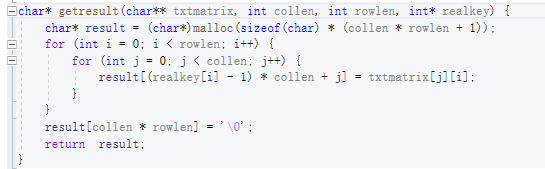 char* getresult(char** txtmatrix, int collen, int rowlen, int* realkey) {
char* result = (char*)malloc(sizeof(char) * (collen * rowlen + 1));
for (int i = 0; i < rowlen; i++) {
for (int j = 0; j < collen; j++) {
result[(realkey[i] - 1) * collen + j] = txtmatrix[j][i];
}
}
result[collen * rowlen] = '\0';
return result;
}